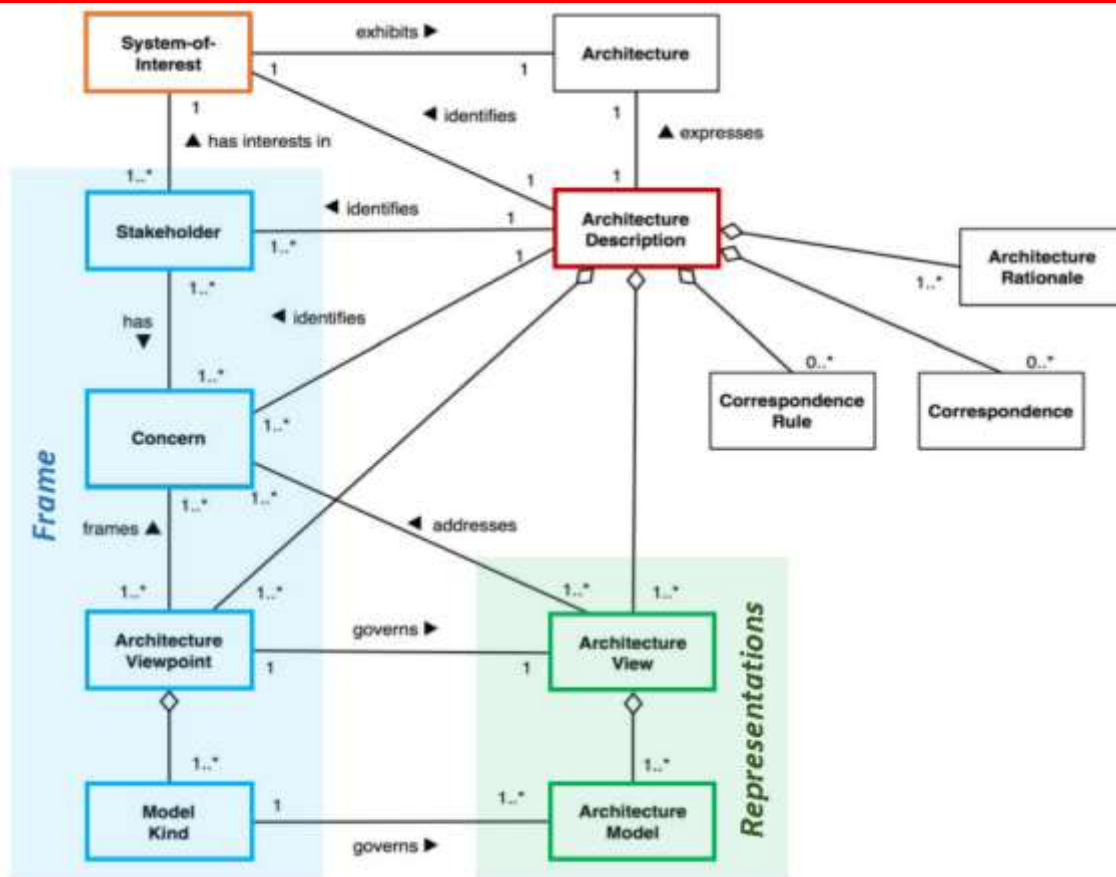 System-of-
Interest
exhibits ►
Architecture
1
1
1
1
◄ identifies
▲ has interests in
▲ expresses
1..*
1
1
Stakeholder
◄ identifies
1
1..*
Architecture
Description
1
Architecture
Rationale
1..*
1..*
has
▼
◄ identifies
1..*
0..*
0..*
Concern
1..*
Correspondence
Rule
Correspondence
1..*
1..*
frames ▲
◄ addresses
Frame
1..*
1..*
1..*
1..*
Architecture
Viewpoint
governs ►
1
1
Architecture
View
Representations
1..*
1..*
Model
Kind
1
1..*
governs ►
Architecture
Model